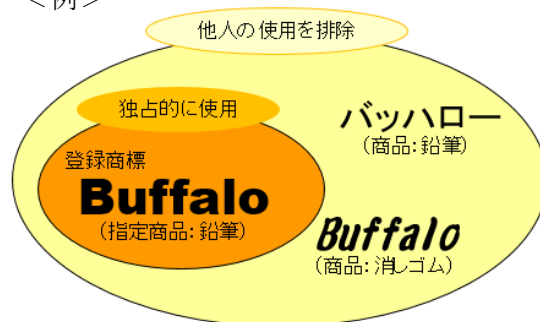 ＜例＞
他人の使用を排除
独占的に使用
登録商標
Buffalo
(指定商品:鉛筆)
バッハロー
(商品:鉛筆)
Buffalo
(商品:消しゴム)